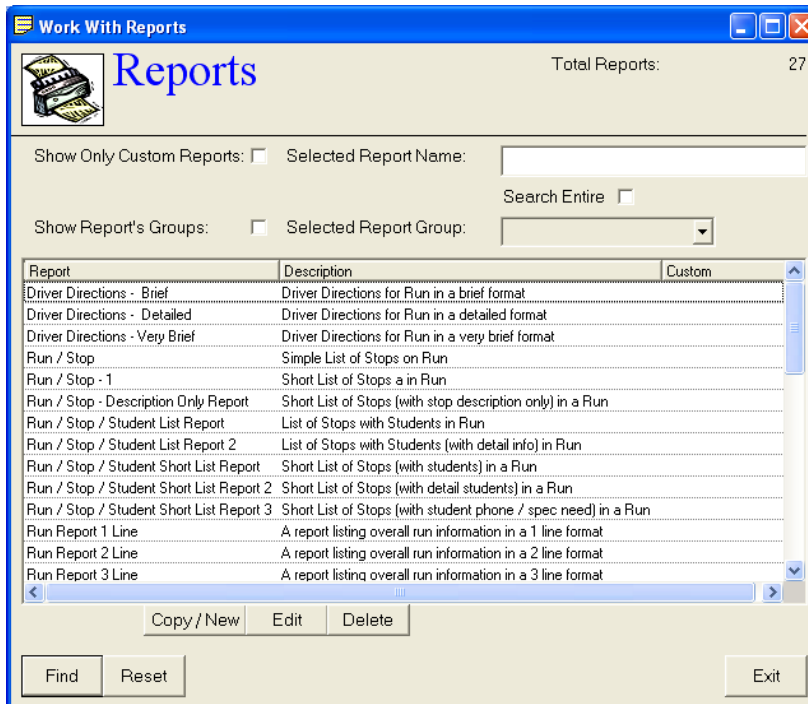 Work With Reports
Reports
Total Reports: 27
Show Only Custom Reports: Selected Report Name:
Search Entire
Show Report's Groups: Selected Report Group:
Report Description Custom
Driver Directions - Brief Driver Directions for Run in a brief format
Driver Directions - Detailed Driver Directions for Run in a detailed format
Driver Directions - Very Brief Driver Directions for Run in a very brief format
Run / Stop Simple List of Stops on Run
Run / Stop - 1 Short List of Stops a in Run
Run / Stop - Description Only Report Short List of Stops (with stop description only) in a Run
Run / Stop / Student List Report List of Stops with Students in Run
Run / Stop / Student List Report 2 List of Stops with Students (with detail info) in Run
Run / Stop / Student Short List Report Short List of Stops (with students) in a Run
Run / Stop / Student Short List Report 2 Short List of Stops (with detail students) in a Run
Run / Stop / Student Short List Report 3 Short List of Stops (with student phone / spec need) in a Run
Run Report 1 Line A report listing overall run information in a 1 line format
Run Report 2 Line A report listing overall run information in a 2 line format
Run Report 3 Line A report listing overall run information in a 3 line format
Copy / New Edit Delete
Find Reset Exit